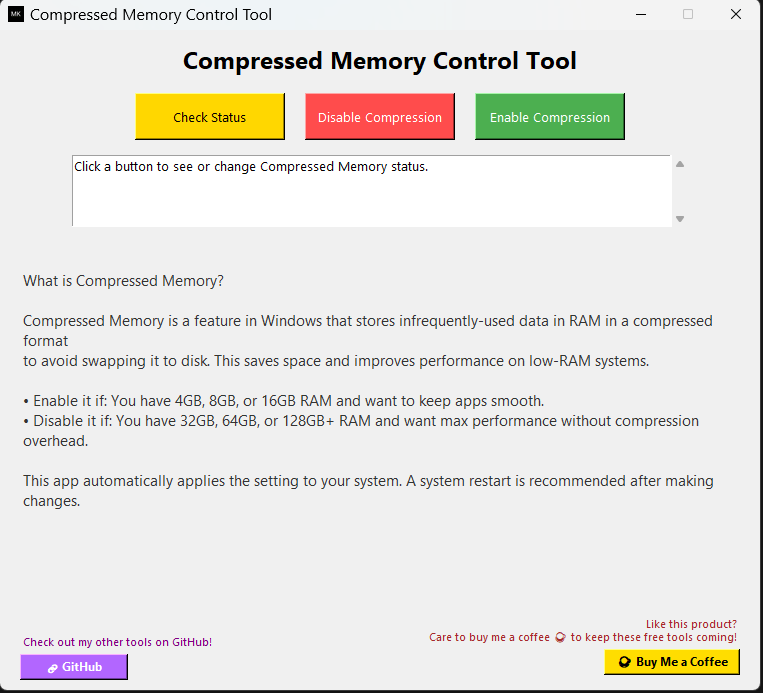 MK Compressed Memory Control Tool
Compressed Memory Control Tool
Check Status Disable Compression Enable Compression
Click a button to see or change Compressed Memory status.
What is Compressed Memory?
Compressed Memory is a feature in Windows that stores infrequently-used data in RAM in a compressed
format
to avoid swapping it to disk. This saves space and improves performance on low-RAM systems.
• Enable it if: You have 4GB, 8GB, or 16GB RAM and want to keep apps smooth.
• Disable it if: You have 32GB, 64GB, or 128GB+ RAM and want max performance without compression
overhead.
This app automatically applies the setting to your system. A system restart is recommended after making
changes.
Like this product?
Care to buy me a coffee to keep these free tools coming!
Check out my other tools on GitHub!
GitHub
Buy Me a Coffee